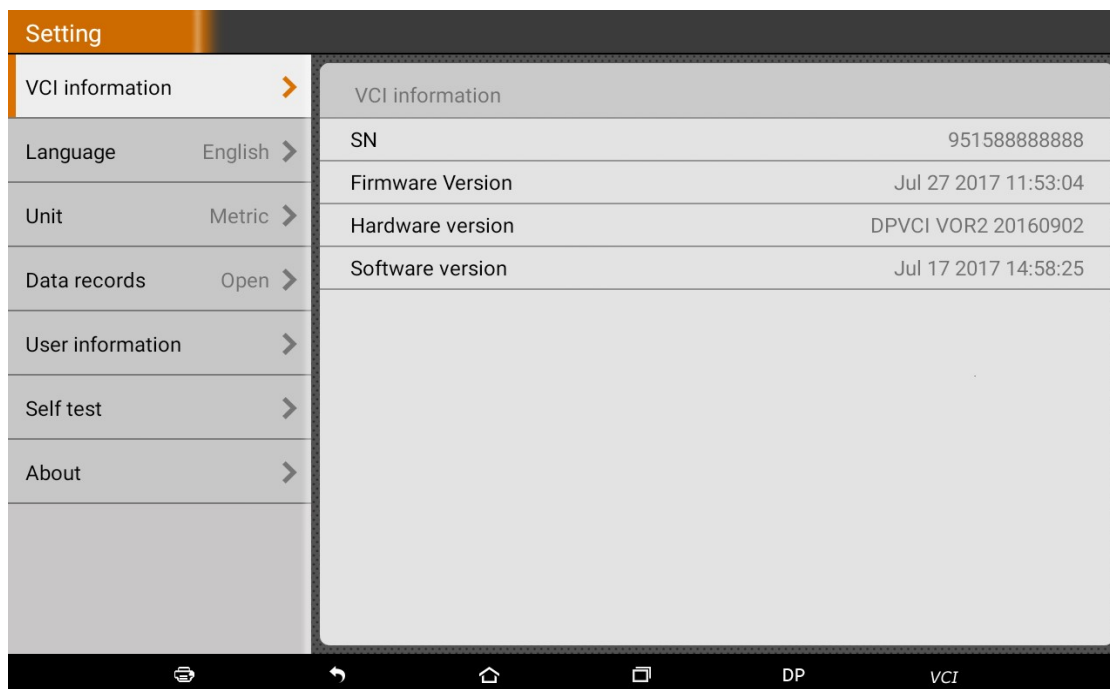 Setting
VCI information
Language English
Unit Metric
Data records Open
User information
Self test
About
VCI information
SN 951588888888
Firmware Version Jul 27 2017 11:53:04
Hardware version DPVCI VOR2 20160902
Software version Jul 17 2017 14:58:25
DP VCI